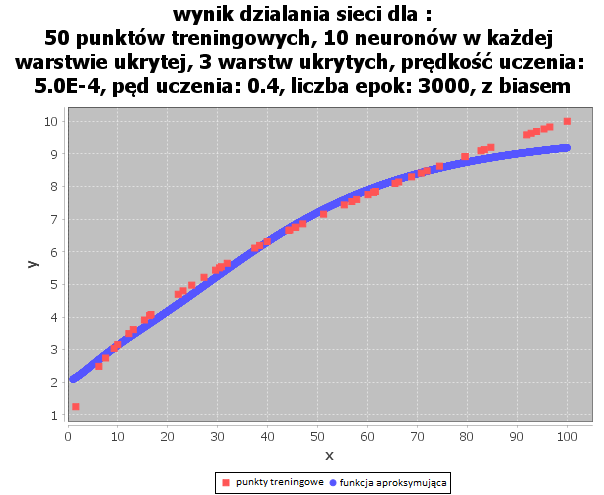 wynik dzialania sieci dla :
50 punktów treningowych, 10 neuronów w każdej
warstwie ukrytej, 3 warstw ukrytych, prędkość uczenia:
5.0E-4, pęd uczenia: 0.4, liczba epok: 3000, z biasem
10
9
8
7
6
5
4
3
2
1
y
0 10 20 30 40 50 60 70 80 90 100
x
punkty treningowe funkcja aproksymująca